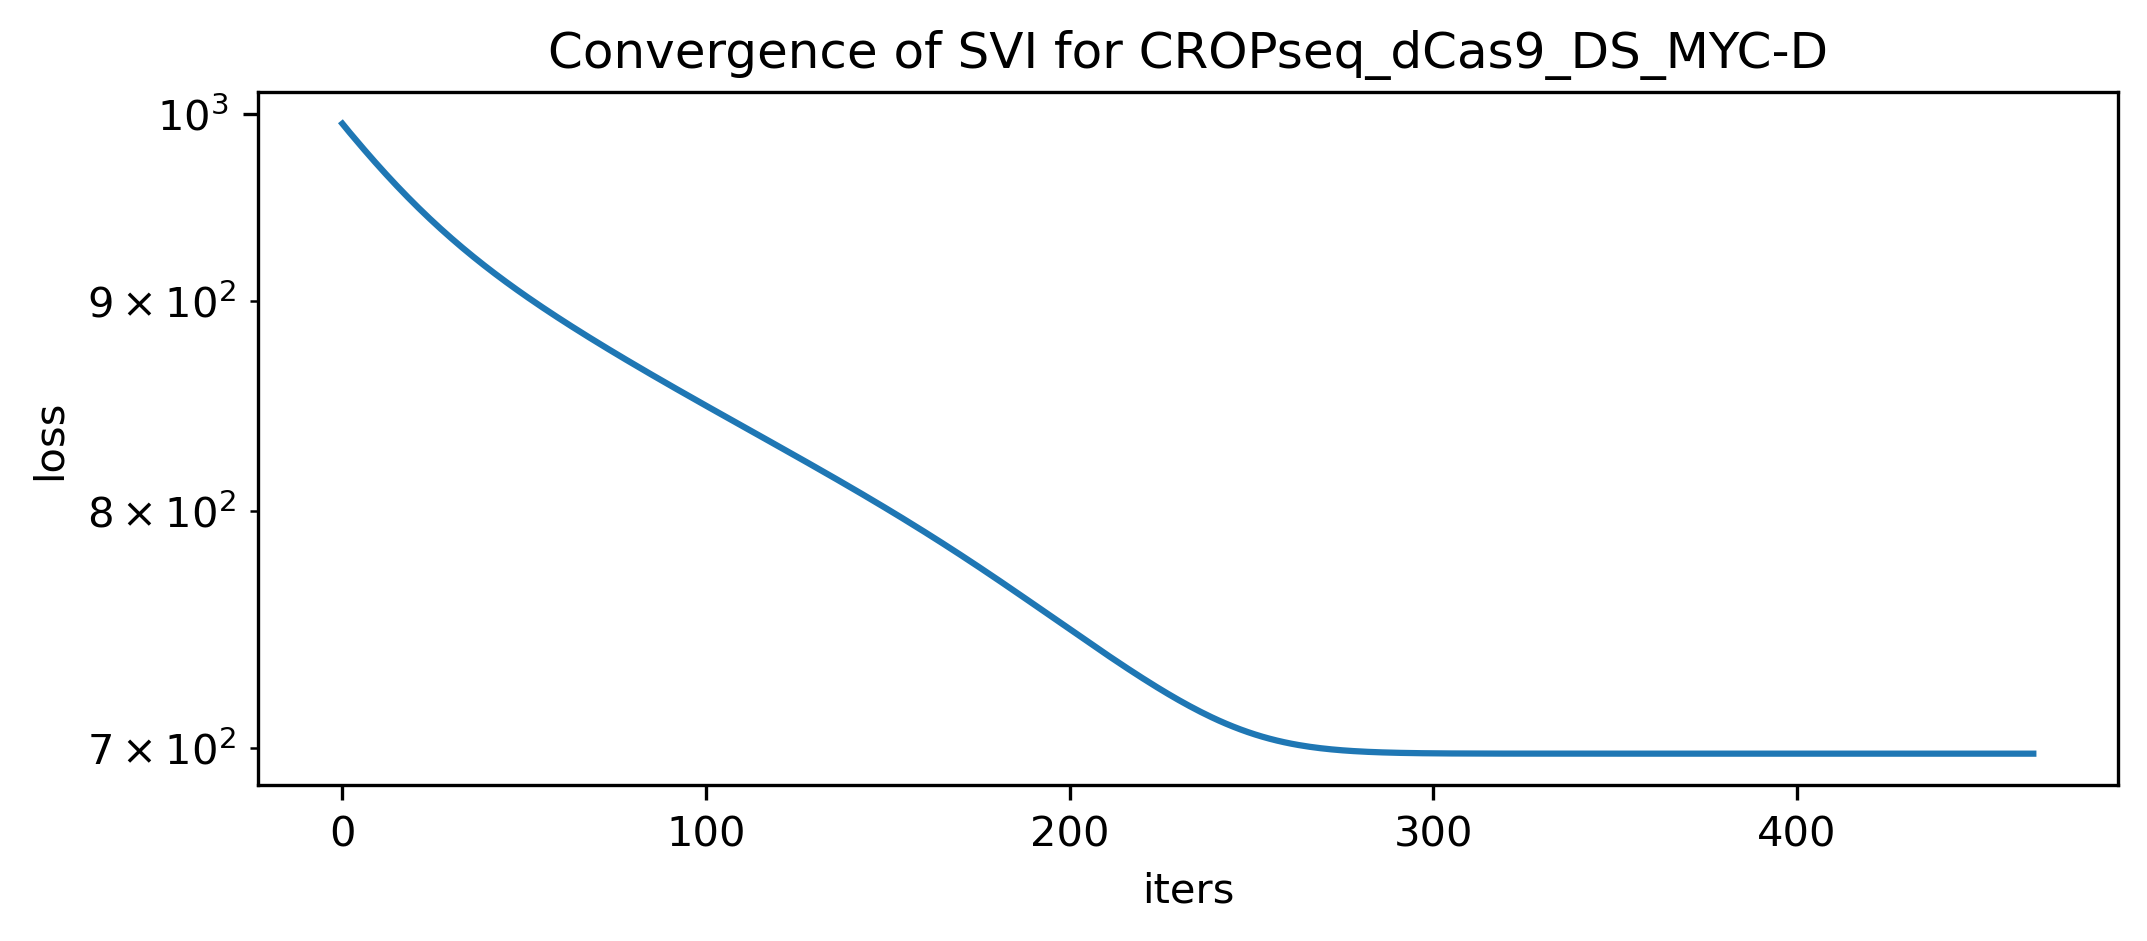 Convergence of SVI for CROPseq_dCas9_DS_MYC-D
10³
9 × 10²
8 × 10²
7 × 10²
loss
0 100 200 300 400
iters